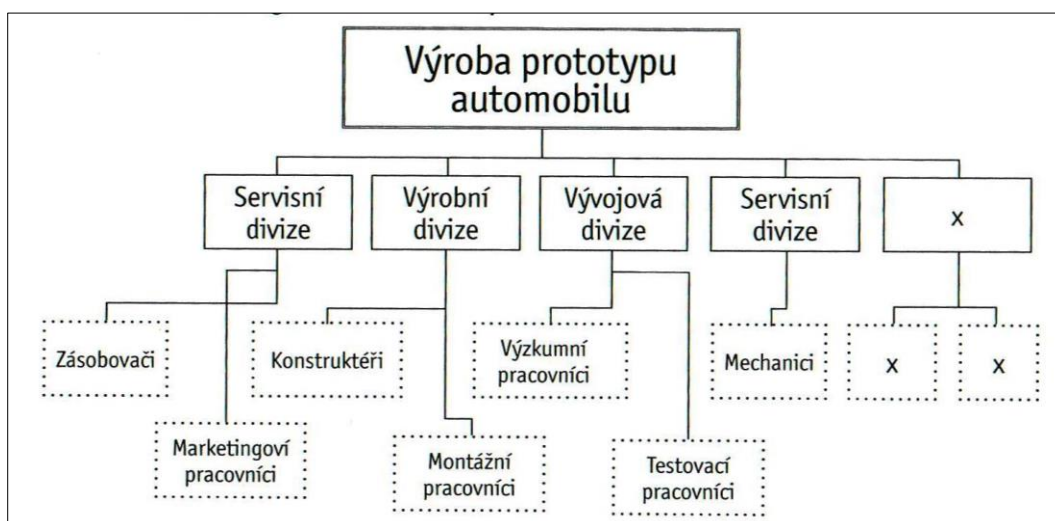 Výroba prototypu
automobilu
Servisní
divize
Výrobní
divize
Vývojová
divize
Servisní
divize
x
Zásobovači
Konstruktéři
Výzkumní
pracovníci
Mechanici
x
x
Marketingoví
pracovníci
Montážní
pracovníci
Testovací
pracovníci